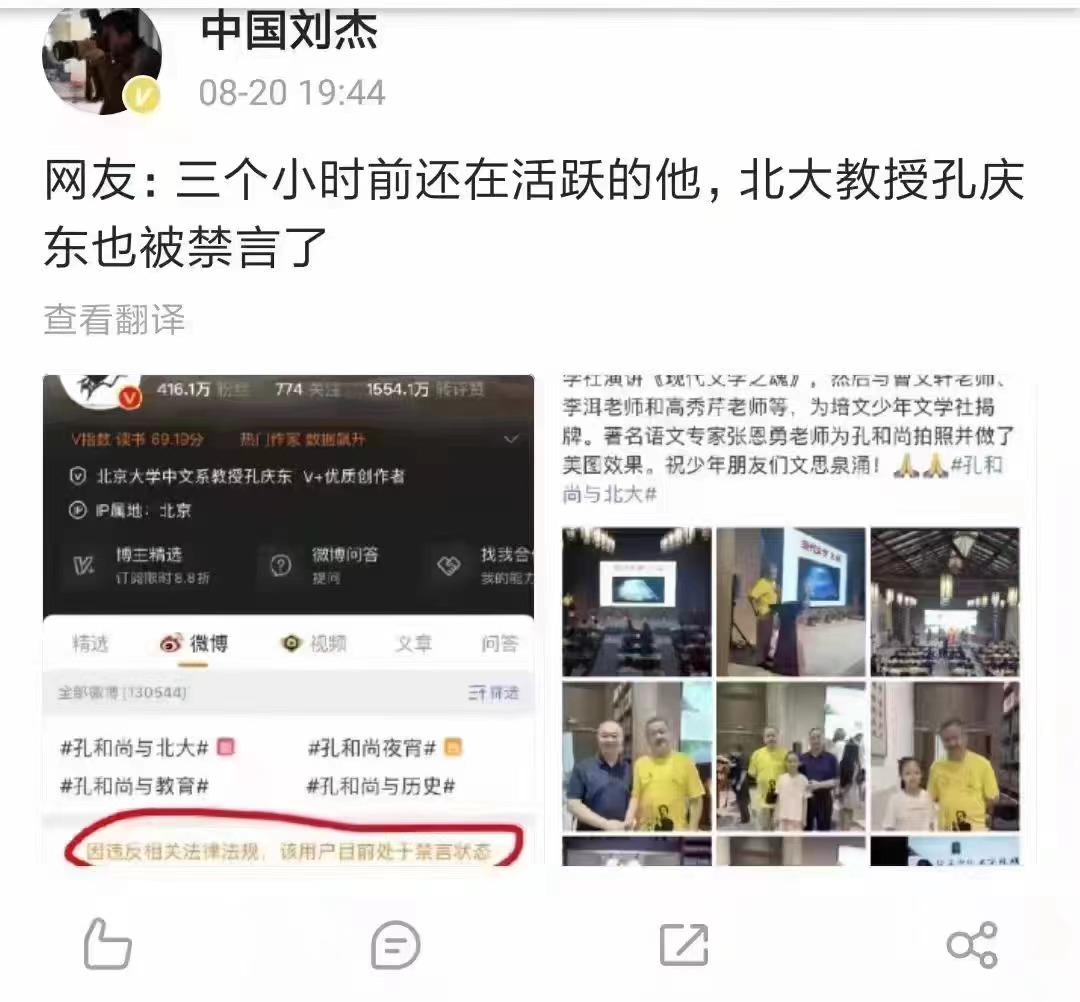 中国刘杰
08-20 19:44
网友：三个小时前还在活跃的他，北大教授孔庆
东也被禁言了
查看翻译
416.1万 粉丝 774 关注 1554.1万 转评赞
V指数 读书 69.19分 热门作家 数据飙升
北京大学中文系教授孔庆东 V+优质创作者
IP属地：北京
博主精选 微博问答 找我合
订阅限时8.8折 提问 我的能力
精选 微博 视频 文章 问答
全部微博(130544) 筛选
#孔和尚与北大# #孔和尚夜宵#
#孔和尚与教育# #孔和尚与历史#
因违反相关法律法规，该用户目前处于禁言状态
学社演讲《现代文学之魂》，然后与曹文轩老师、
李洱老师和高秀芹老师等，为培文少年文学社揭
牌。著名语文专家张恩勇老师为孔和尚拍照并做了
美图效果。祝少年朋友们文思泉涌！🙏🙏#孔和
尚与北大#